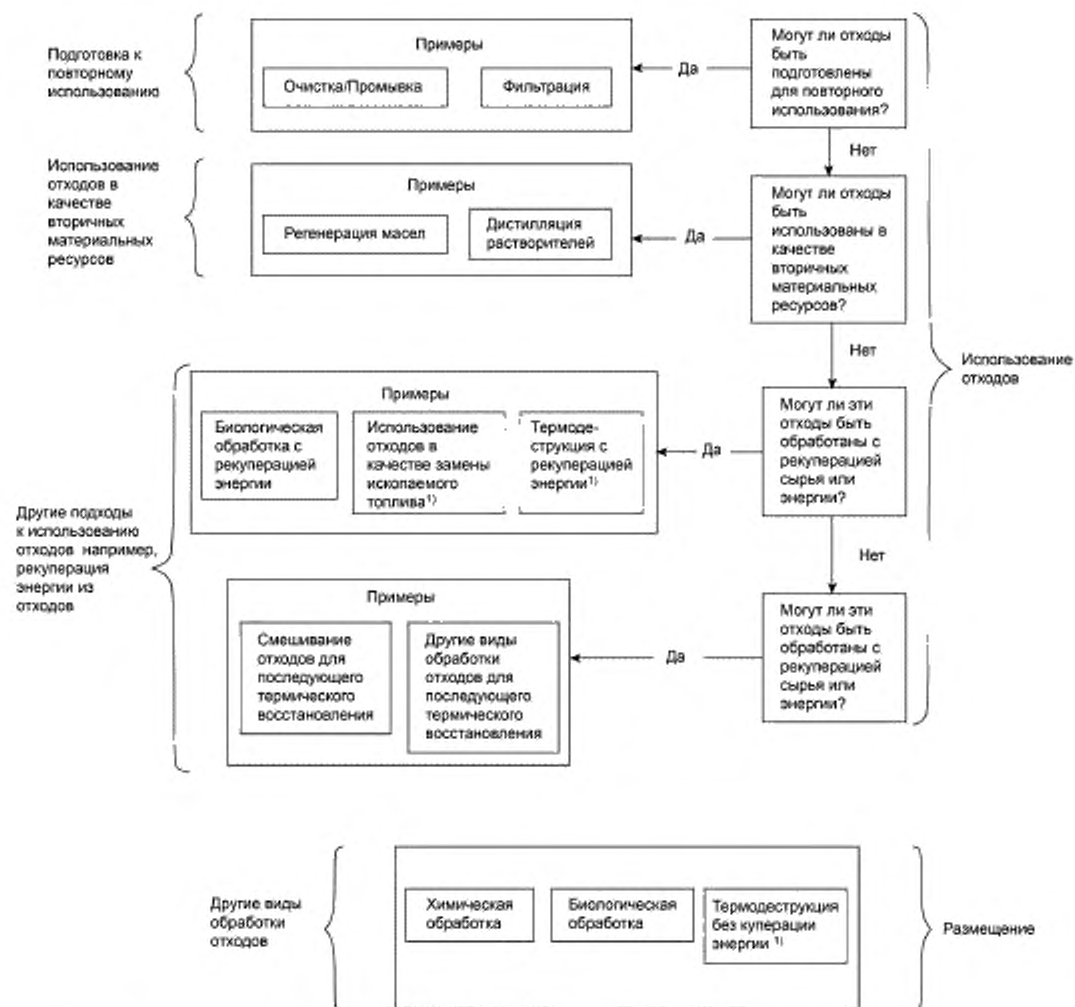 Подготовка к
повторному
использованию
Примеры
Очистка/Промывка
Фильтрация
Да
Могут ли отходы
быть
подготовлены
для повторного
использования?
Нет
Использование
отходов в
качестве
вторичных
материальных
ресурсов
Примеры
Регенерация масел
Дистилляция
растворителей
Да
Могут ли отходы
быть
использованы в
качестве
вторичных
материальных
ресурсов?
Нет
Использование
отходов
Примеры
Биологическая
обработка с
рекуперацией
энергии
Использование
отходов в
качестве замены
ископаемого
топлива¹⁾
Термоде-
струкция с
рекуперацией
энергии¹⁾
Да
Могут ли эти
отходы быть
обработаны с
рекуперацией
сырья или
энергии?
Нет
Другие подходы
к использованию
отходов например,
рекуперация
энергии из
отходов
Примеры
Смешивание
отходов для
последующего
термического
восстановления
Другие виды
обработки
отходов для
последующего
термического
восстановления
Да
Могут ли эти
отходы быть
обработаны с
рекуперацией
сырья или
энергии?
Другие виды
обработки
отходов
Химическая
обработка
Биологическая
обработка
Термодеструкция
без куперации
энергии ¹⁾
Размещение